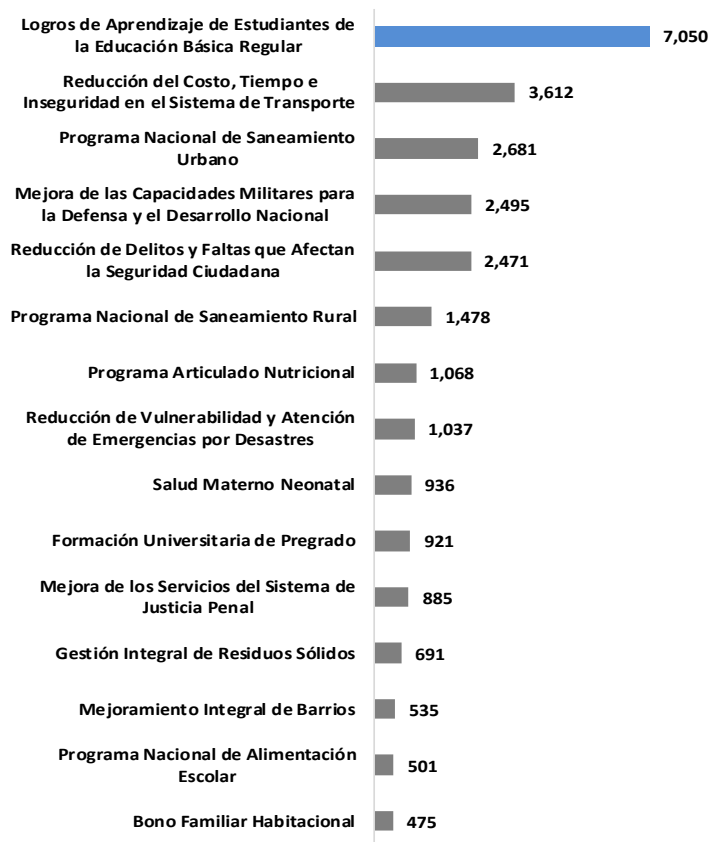 Logros de Aprendizaje de Estudiantes de
la Educación Básica Regular
7,050
Reducción del Costo, Tiempo e
Inseguridad en el Sistema de Transporte
3,612
Programa Nacional de Saneamiento
Urbano
2,681
Mejora de las Capacidades Militares para
la Defensa y el Desarrollo Nacional
2,495
Reducción de Delitos y Faltas que Afectan
la Seguridad Ciudadana
2,471
Programa Nacional de Saneamiento Rural
1,478
Programa Articulado Nutricional
1,068
Reducción de Vulnerabilidad y Atención
de Emergencias por Desastres
1,037
Salud Materno Neonatal
936
Formación Universitaria de Pregrado
921
Mejora de los Servicios del Sistema de
Justicia Penal
885
Gestión Integral de Residuos Sólidos
691
Mejoramiento Integral de Barrios
535
Programa Nacional de Alimentación
Escolar
501
Bono Familiar Habitacional
475